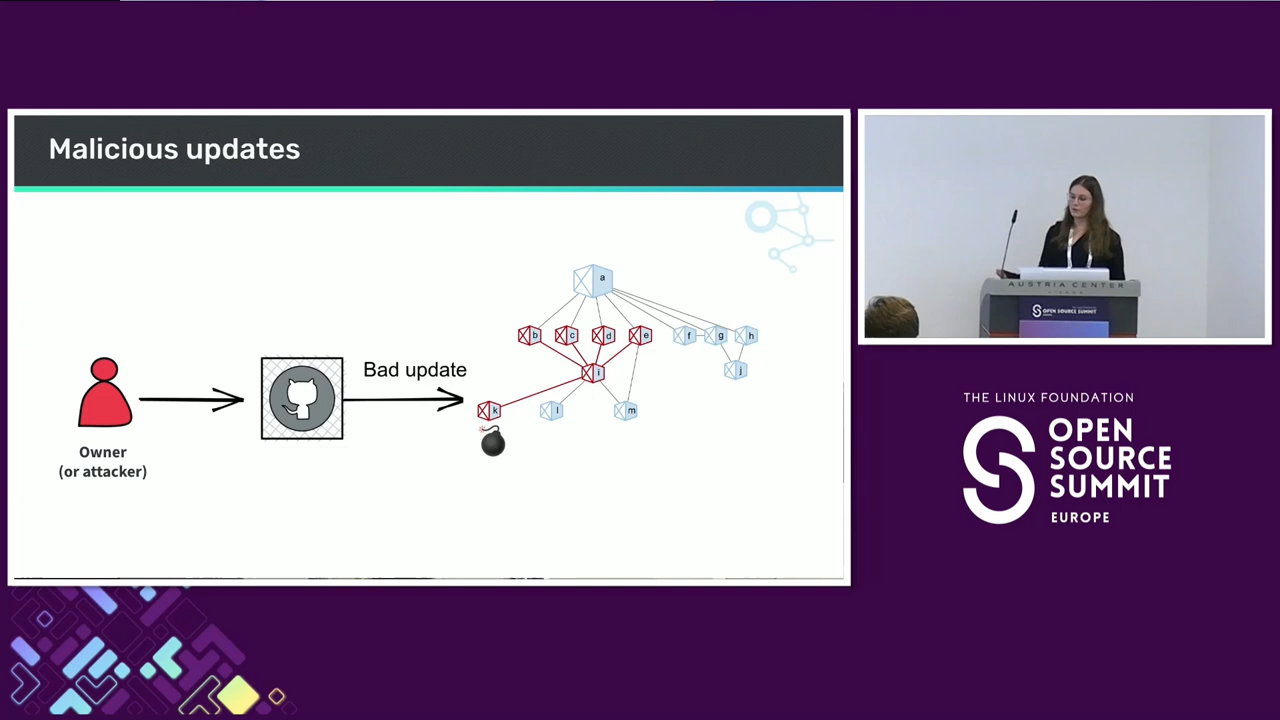 Malicious updates
a
b
c
d
e
f
g
h
i
j
Bad update
k
l
m
Owner
(or attacker)
AUSTRIA CENTER
OPEN SOURCE SUMMIT
THE LINUX FOUNDATION
OPEN
SOURCE
SUMMIT
EUROPE